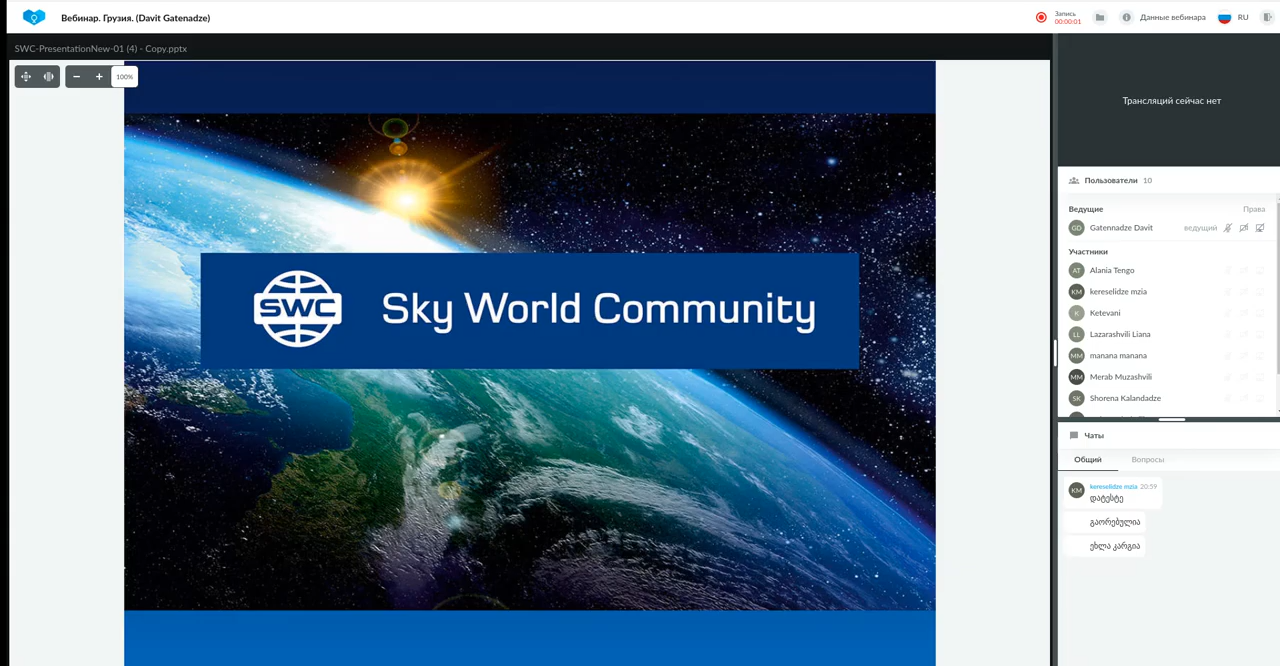 Вебинар. Грузия. (Davit Gatenadze)
Запись
00:00:01
Данные вебинара
RU
SWC-PresentationNew-01 (4) - Copy.pptx
100%
SWC Sky World Community
Трансляций сейчас нет
Пользователи 10
Ведущие Права
GD Gatennadze Davit ведущий
Участники
AT Alania Tengo
KM kereselidze mzia
K Ketevani
LL Lazarashvili Liana
MM manana manana
MM Merab Muzashvili
SK Shorena Kalandadze
Чаты
Общий Вопросы
KM kereselidze mzia 20:59
დატესტე
გაორებულია
ეხლა კარგია